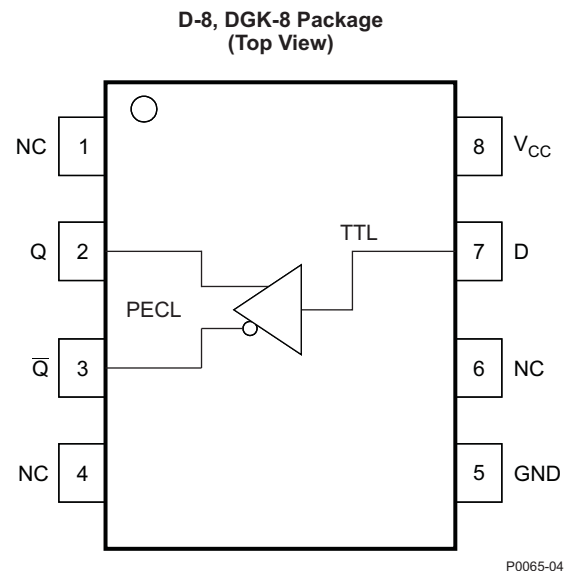 D-8, DGK-8 Package
(Top View)
NC 1
8 V_CC
TTL
Q 2
7 D
PECL
Q̅ 3
6 NC
NC 4
5 GND
P0065-04